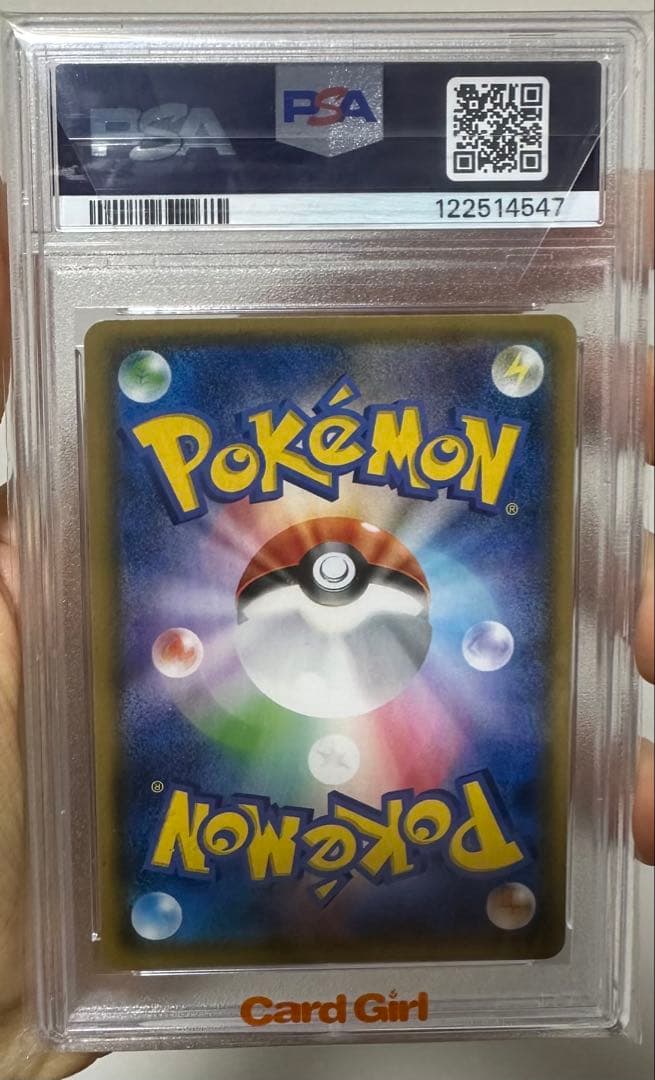 PSA
PSA
122514547
POKéMON
®
®
POKéMON
Card Girl